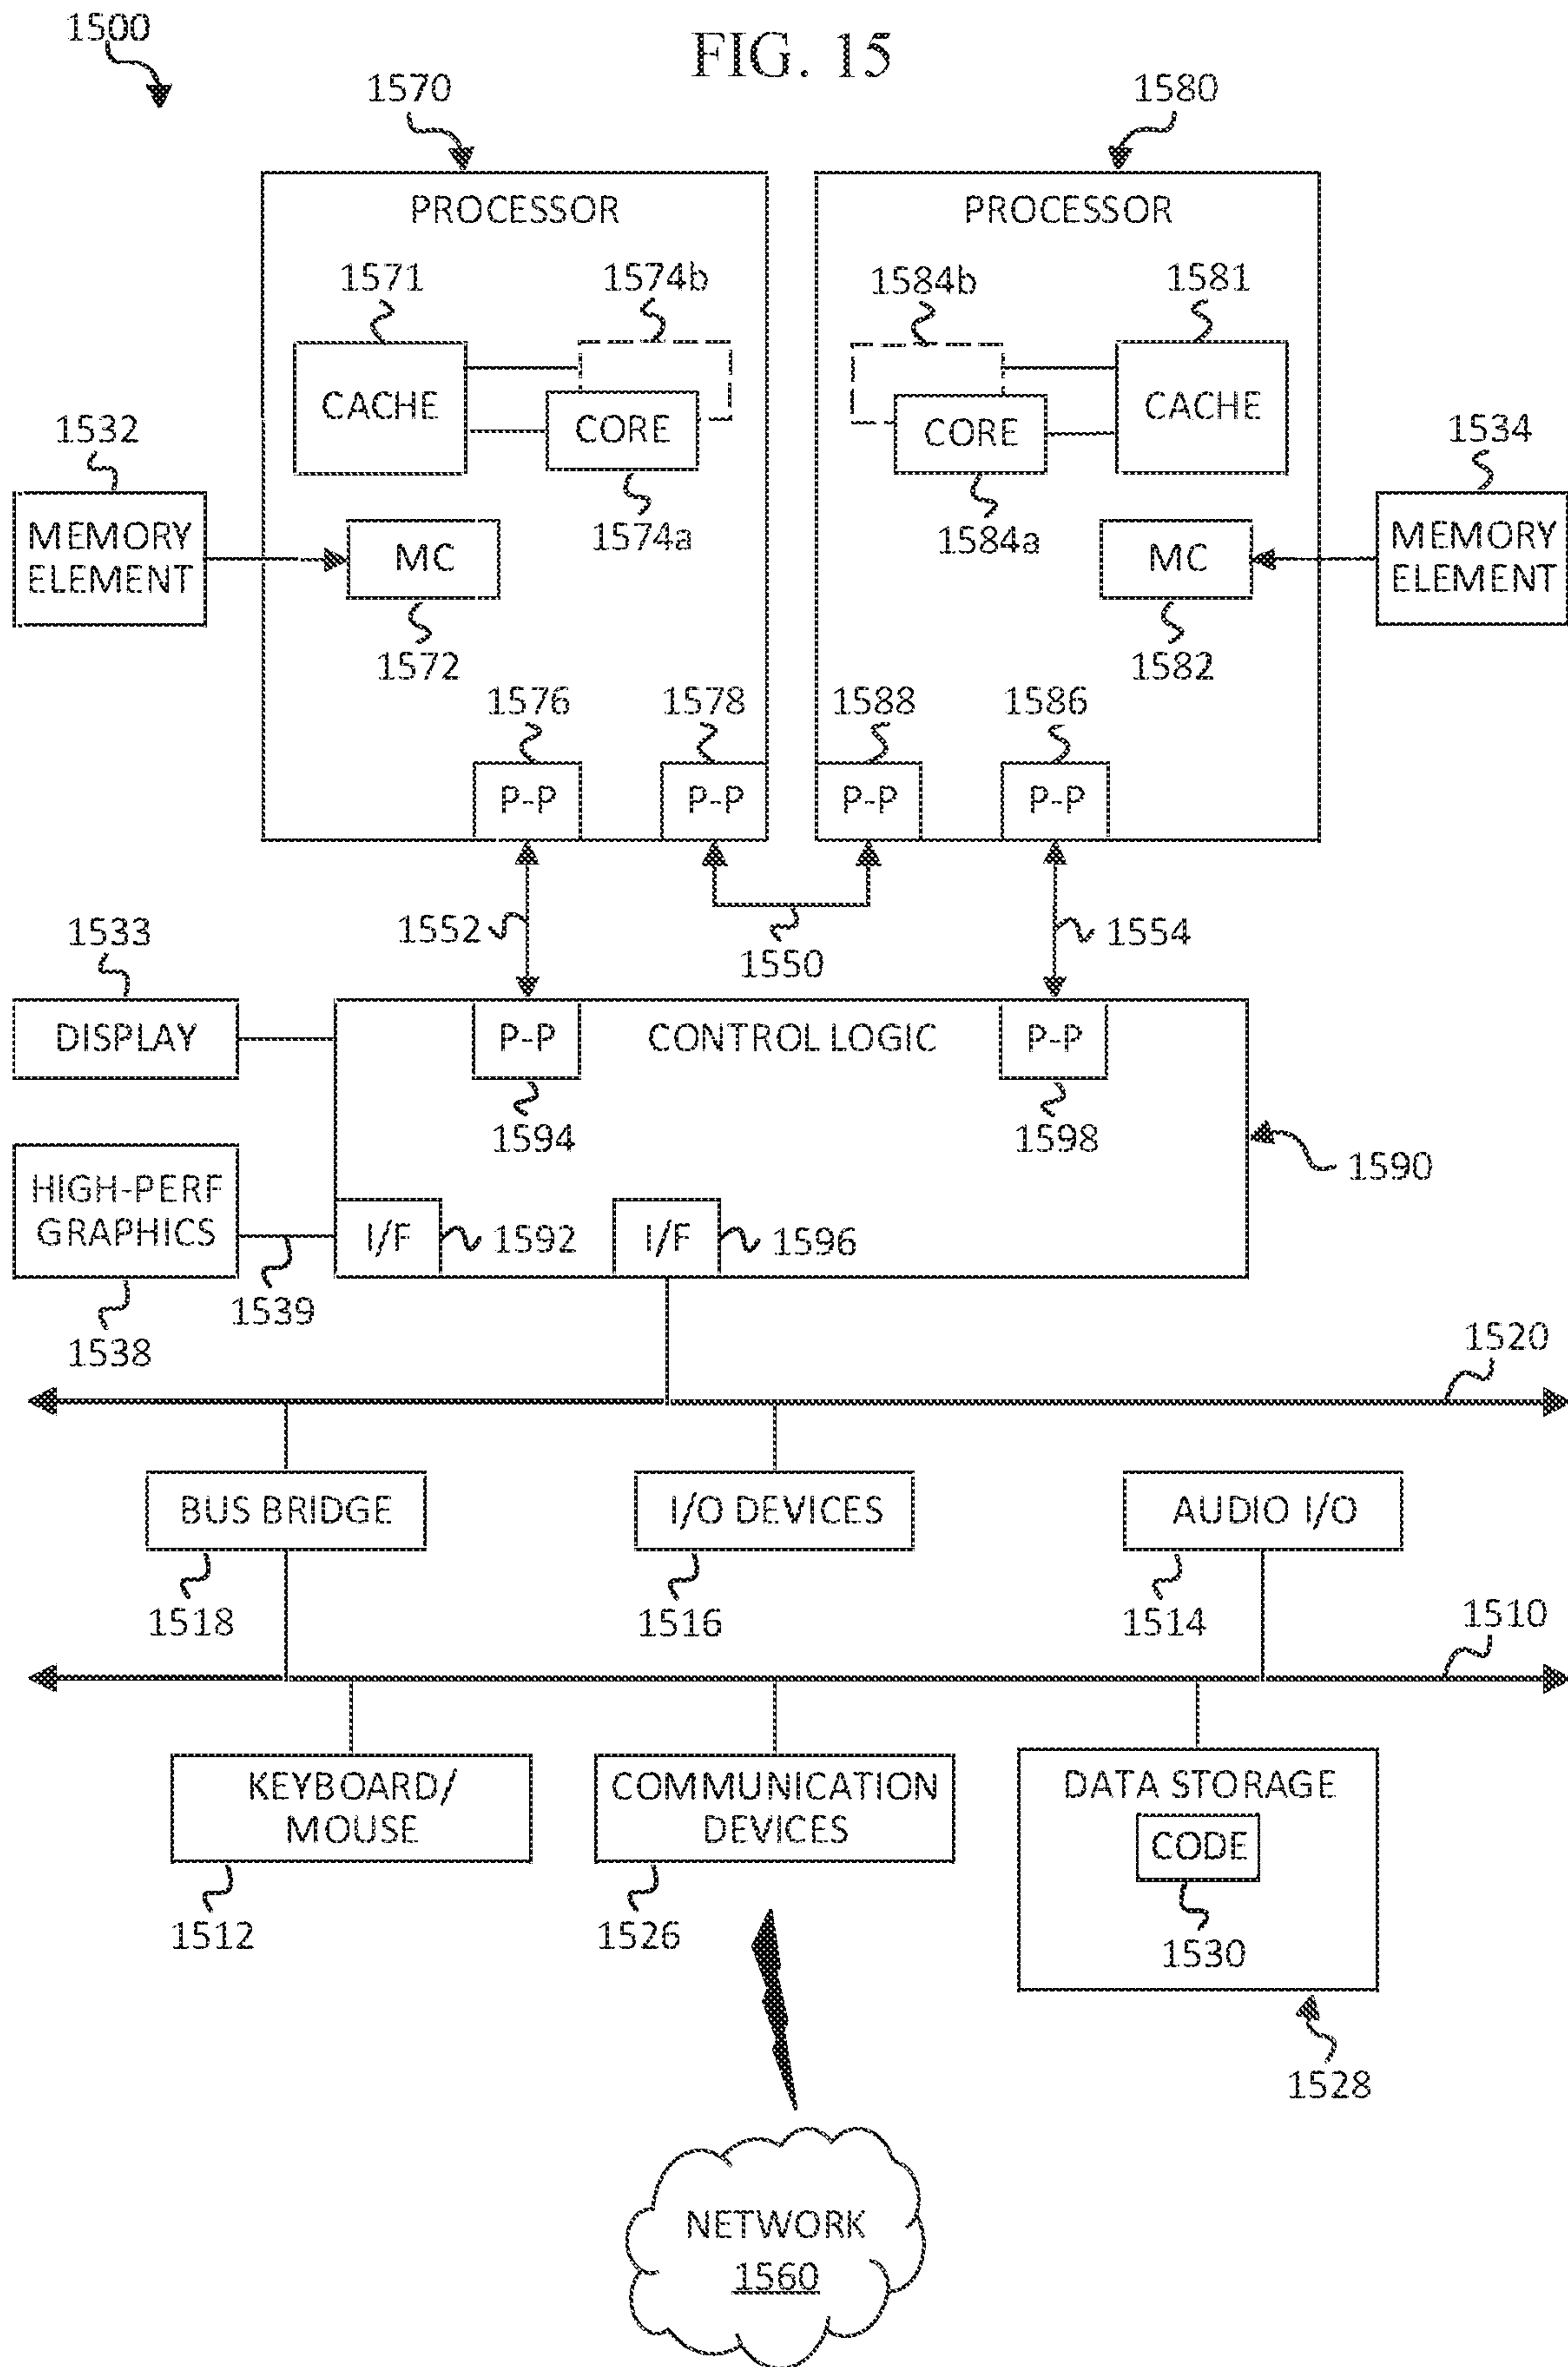 1500
FIG. 15
1570
1580
PROCESSOR
PROCESSOR
1571
1574b
1584b
1581
CACHE
CORE
CORE
CACHE
1532
1534
1574a
1584a
MEMORY
ELEMENT
MC
MC
MEMORY
ELEMENT
1572
1582
1576
1578
1588
1586
P-P
P-P
P-P
P-P
1552
1550
1554
1533
DISPLAY
P-P
CONTROL LOGIC
P-P
1594
1598
1590
HIGH-PERF
GRAPHICS
I/F
1592
I/F
1596
1539
1538
1520
BUS BRIDGE
I/O DEVICES
AUDIO I/O
1518
1516
1514
1510
KEYBOARD/
MOUSE
COMMUNICATION
DEVICES
DATA STORAGE
CODE
1512
1526
1530
1528
NETWORK
1560